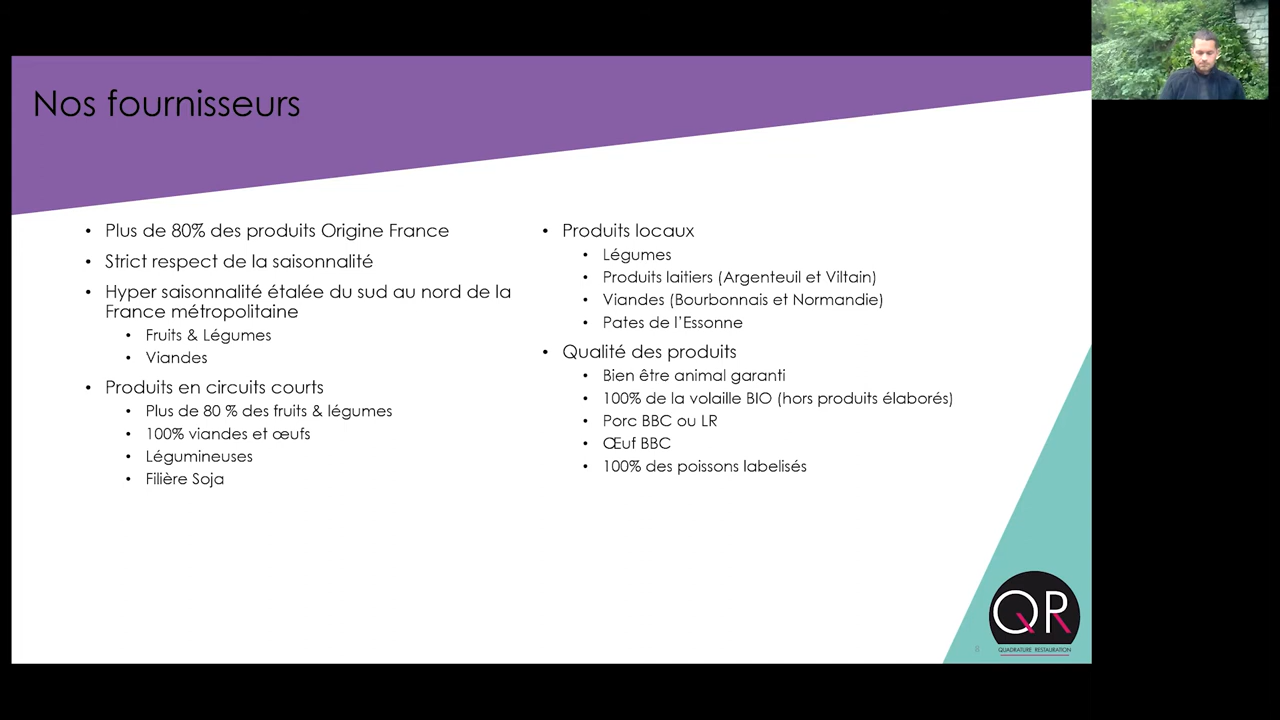 Nos fournisseurs
Plus de 80% des produits Origine France
Strict respect de la saisonnalité
Hyper saisonnalité étalée du sud au nord de la
France métropolitaine
Fruits & Légumes
Viandes
Produits en circuits courts
Plus de 80 % des fruits & légumes
100% viandes et œufs
Légumineuses
Filière Soja
Produits locaux
Légumes
Produits laitiers (Argenteuil et Viltain)
Viandes (Bourbonnais et Normandie)
Pates de l’Essonne
Qualité des produits
Bien être animal garanti
100% de la volaille BIO (hors produits élaborés)
Porc BBC ou LR
Œuf BBC
100% des poissons labelisés
QR
QUADRATURE RESTAURATION